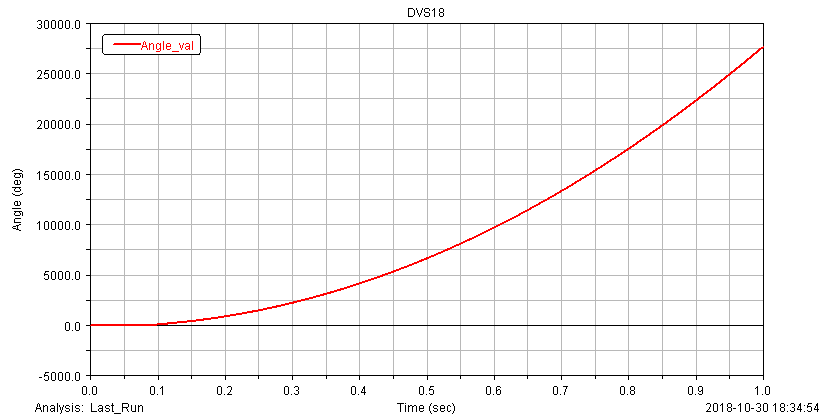 DVS18
Angle_val
30000.0
25000.0
20000.0
15000.0
10000.0
5000.0
0.0
-5000.0
Angle (deg)
0.0 0.1 0.2 0.3 0.4 0.5 0.6 0.7 0.8 0.9 1.0
Analysis: Last_Run Time (sec) 2018-10-30 18:34:54